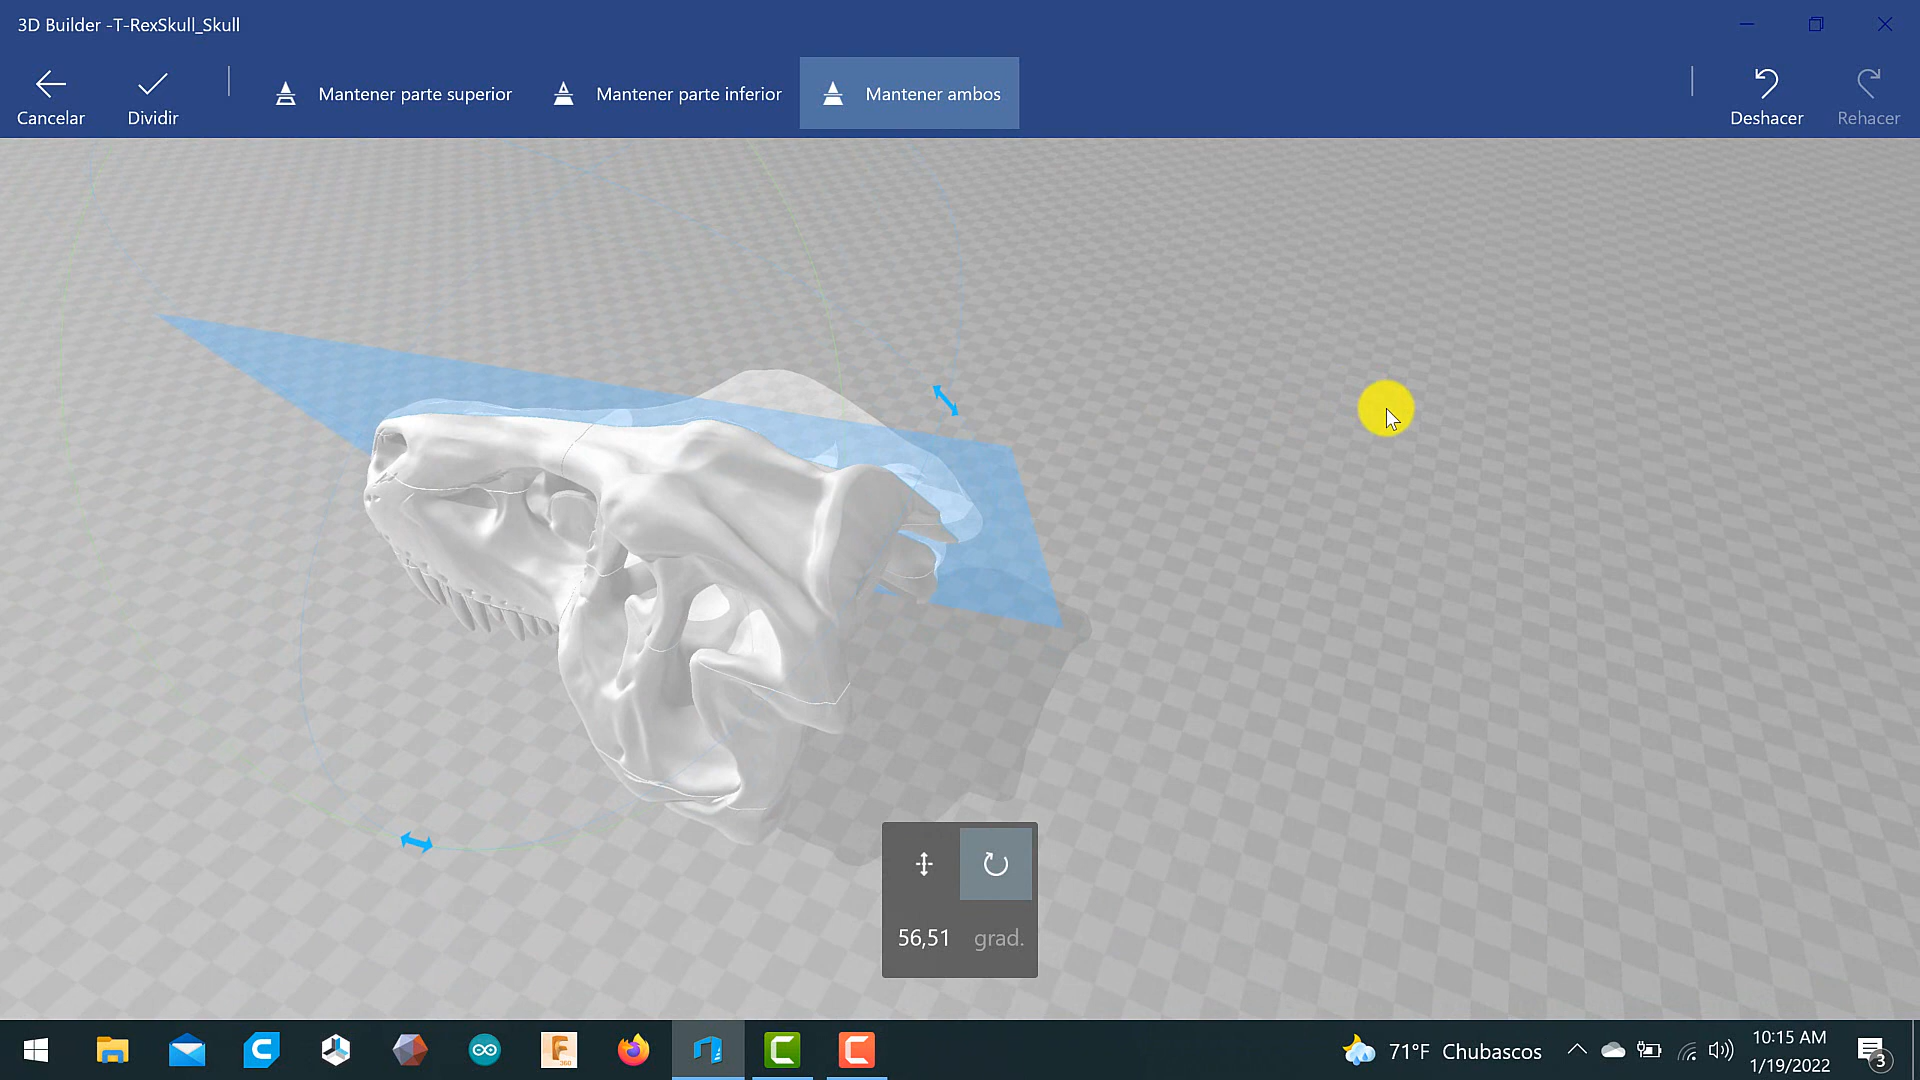 3D Builder -T-RexSkull_Skull
Cancelar
Dividir
Mantener parte superior
Mantener parte inferior
Mantener ambos
Deshacer
Rehacer
56,51 grad.
F
360
71°F Chubascos
10:15 AM
1/19/2022
3